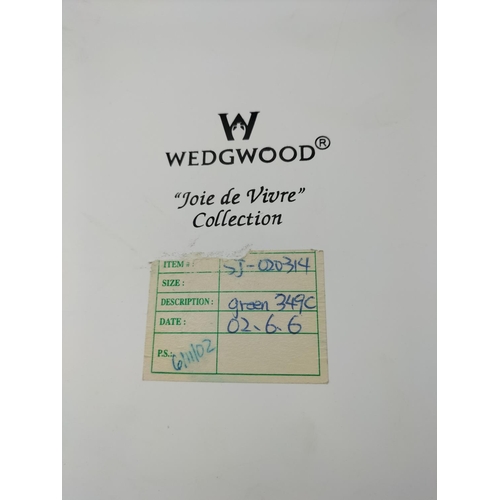 W
WEDGWOOD®
"Joie de Vivre"
Collection
ITEM #: SJ-020314
SIZE:
DESCRIPTION: green 349C
DATE: 02.6.6
P.S.: 6/11/02